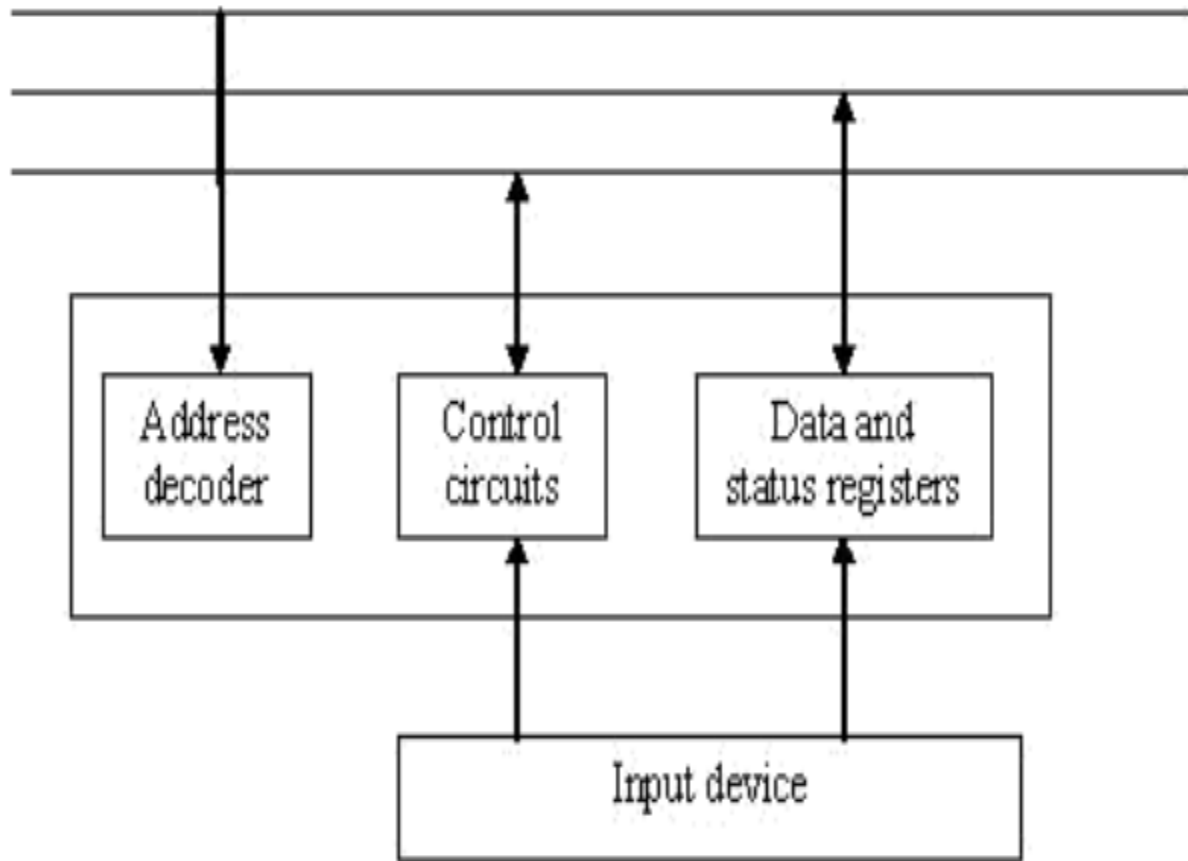 Address
decoder
Control
circuits
Data and
status registers
Input device